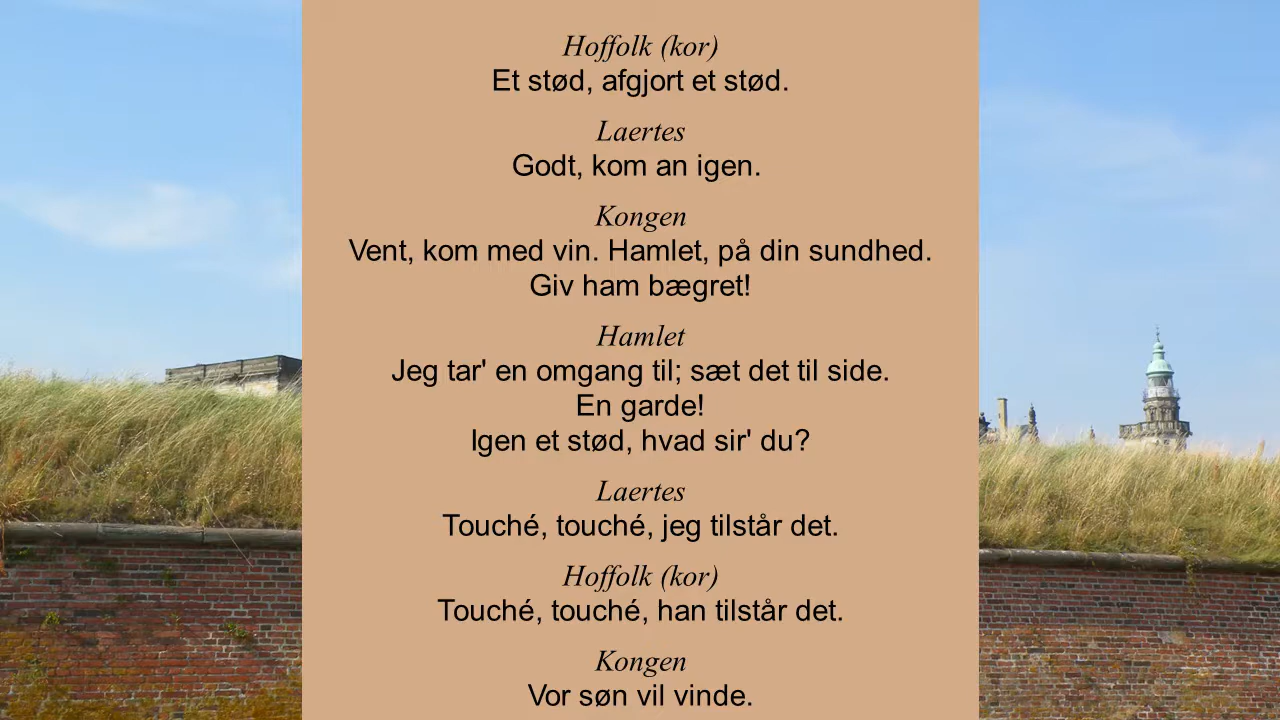 Hoffolk (kor)
Et stød, afgjort et stød.
Laertes
Godt, kom an igen.
Kongen
Vent, kom med vin. Hamlet, på din sundhed.
Giv ham bægret!
Hamlet
Jeg tar' en omgang til; sæt det til side.
En garde!
Igen et stød, hvad sir' du?
Laertes
Touché, touché, jeg tilstår det.
Hoffolk (kor)
Touché, touché, han tilstår det.
Kongen
Vor søn vil vinde.